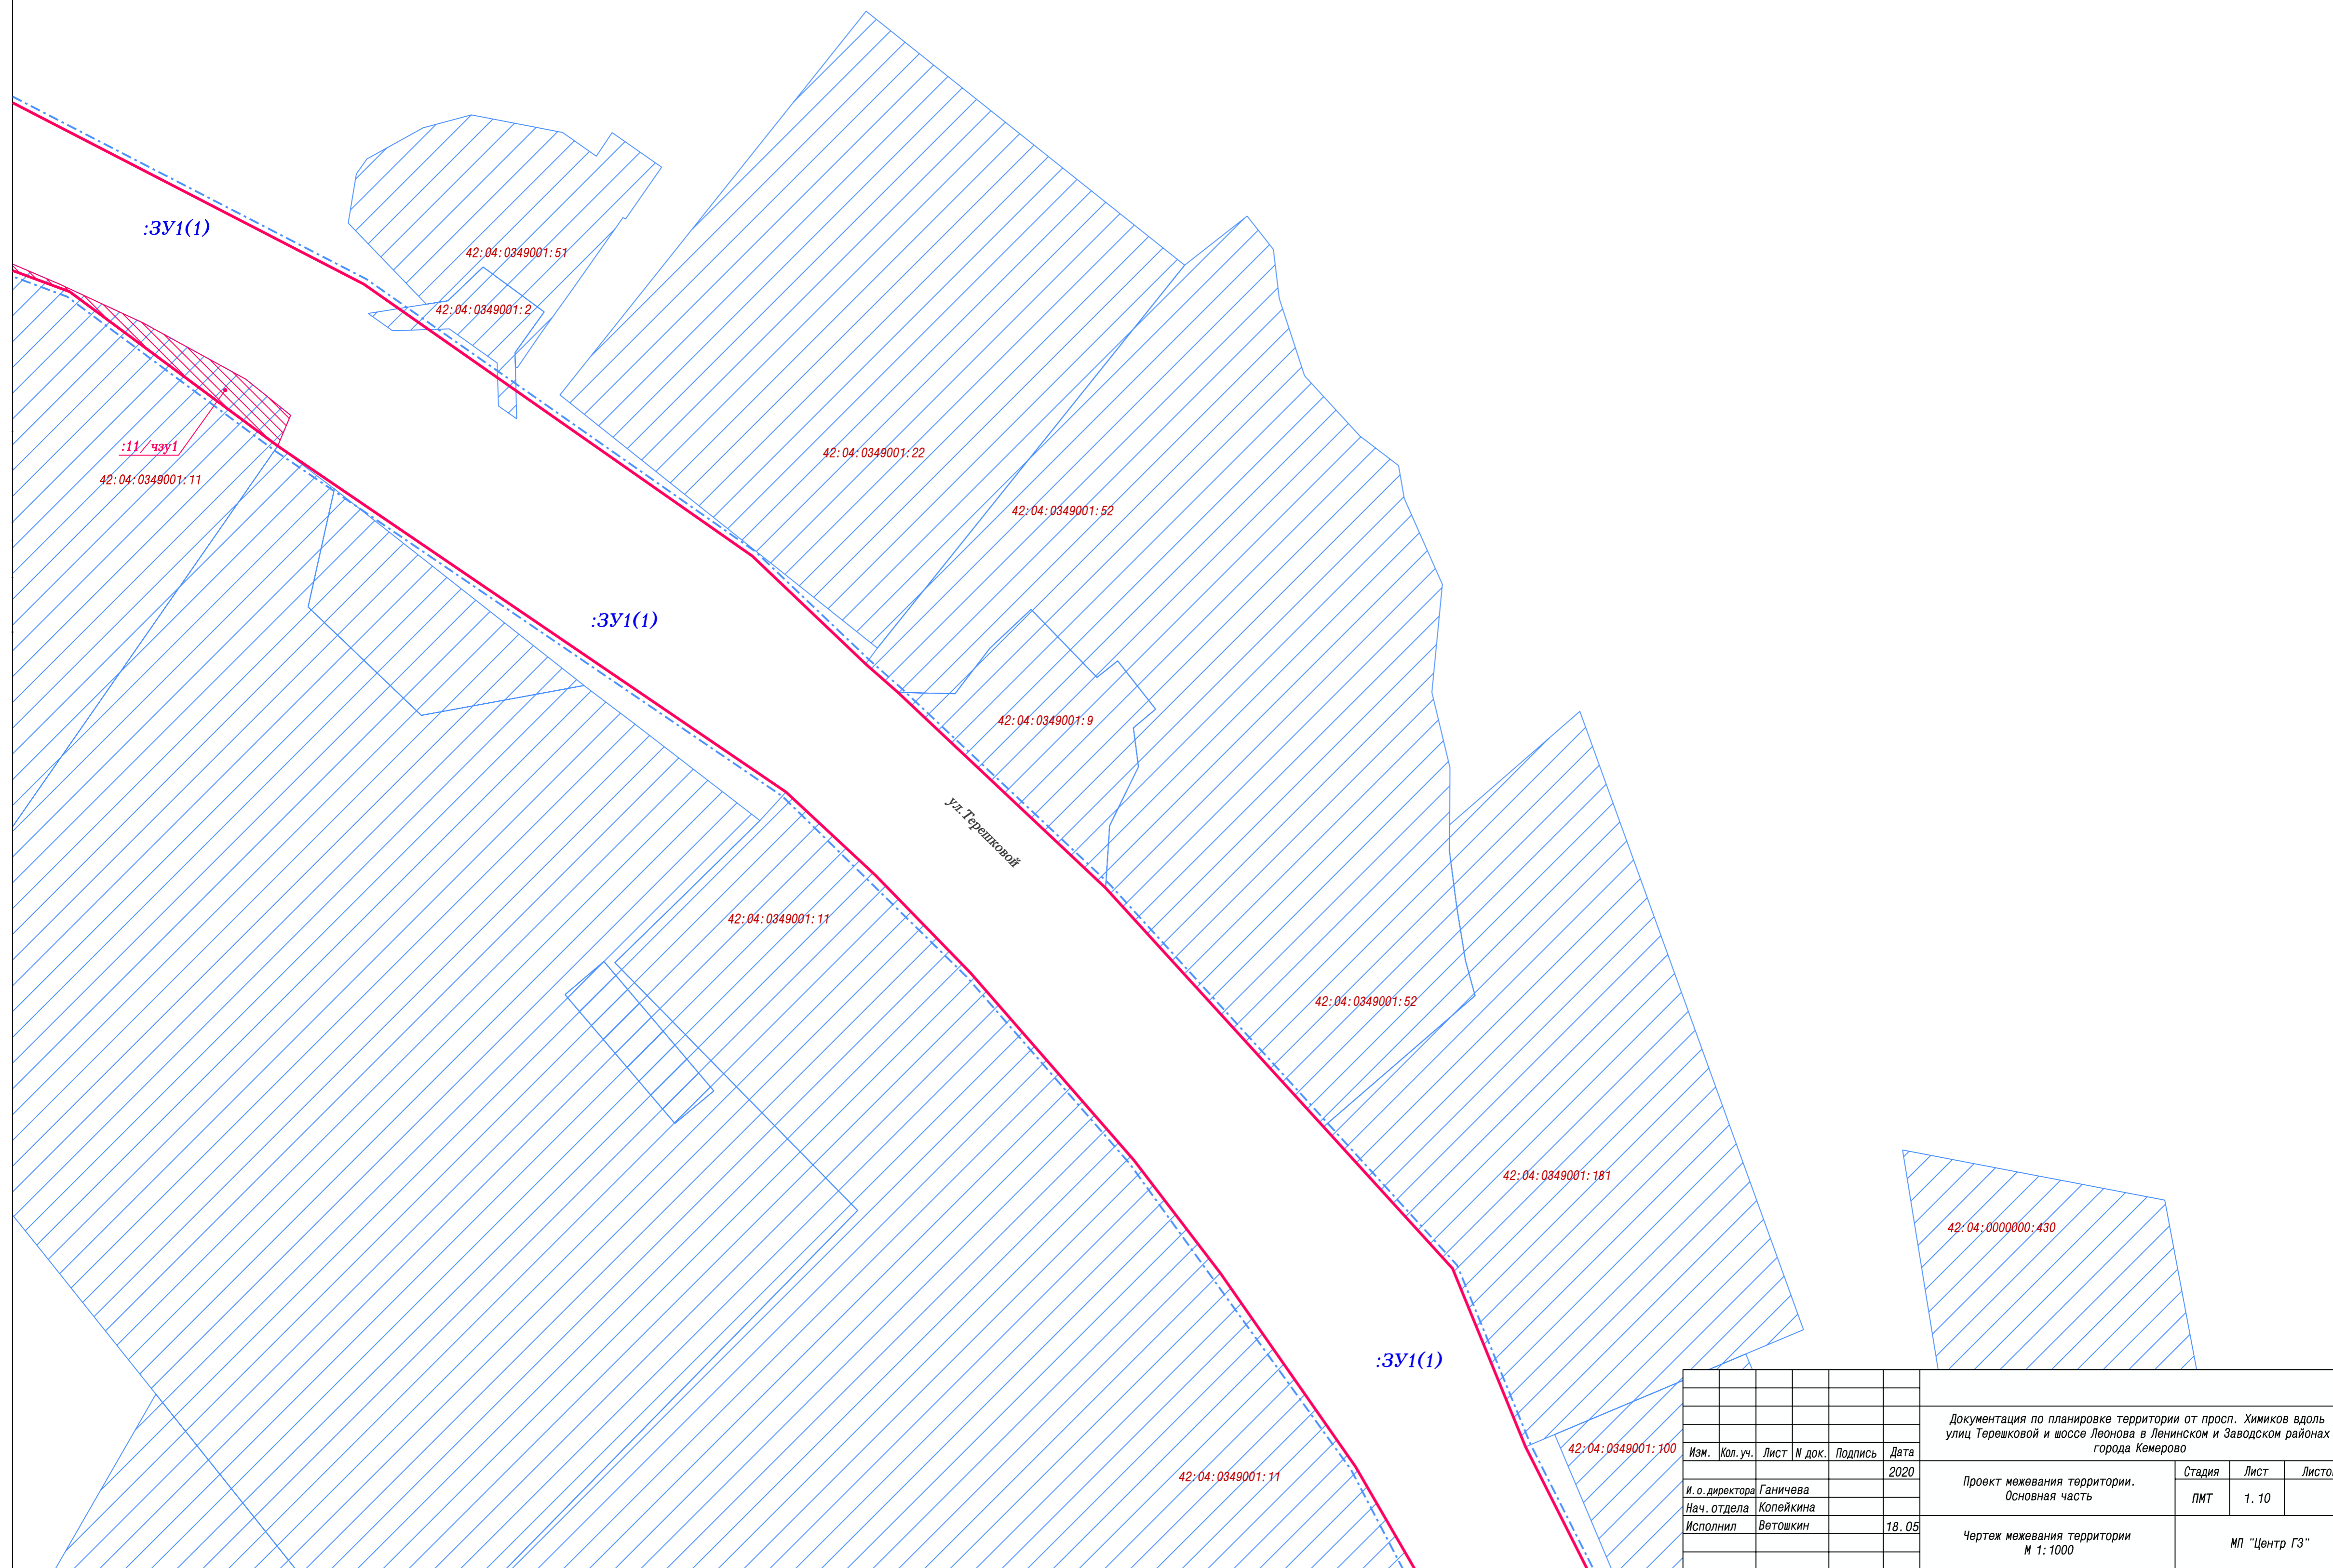 :ЗУ1(1)
42:04:0349001:51
42:04:0349001:2
:11/чзу1
42:04:0349001:11
42:04:0349001:22
42:04:0349001:52
:ЗУ1(1)
42:04:0349001:9
ул.Терешковой
42:04:0349001:11
42:04:0349001:52
42:04:0349001:181
42:04:0000000:430
:ЗУ1(1)
42:04:0349001:100
42:04:0349001:11
Документация по планировке территории от просп. Химиков вдоль
улиц Терешковой и шоссе Леонова в Ленинском и Заводском районах
города Кемерово
Изм. Кол.уч. Лист N док. Подпись Дата
2020
И.о.директора Ганичева
Нач.отдела Копейкина
Исполнил Ветошкин 18.05
Проект межевания территории.
Основная часть
Стадия Лист
ПМТ 1.10
Чертеж межевания территории
М 1:1000
МП "Центр ГЗ"